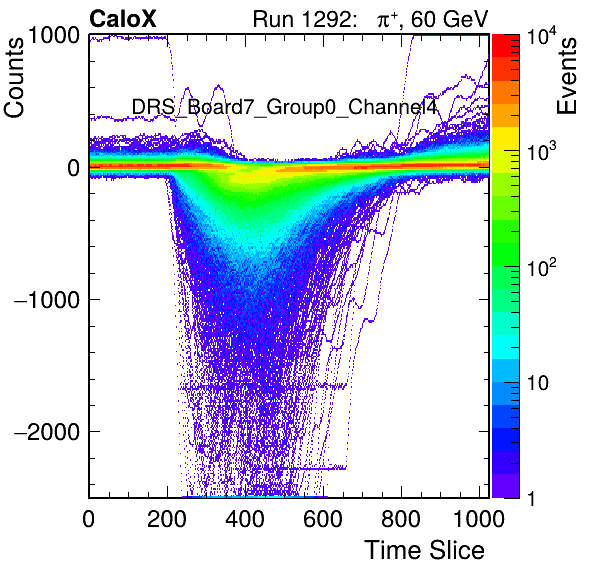 CaloX Run 1292: π⁺, 60 GeV
Counts
Events
DRS_Board7_Group0_Channel4
1000
0
−1000
−2000
0 200 400 600 800 1000
Time Slice
10⁴
10³
10²
10
1